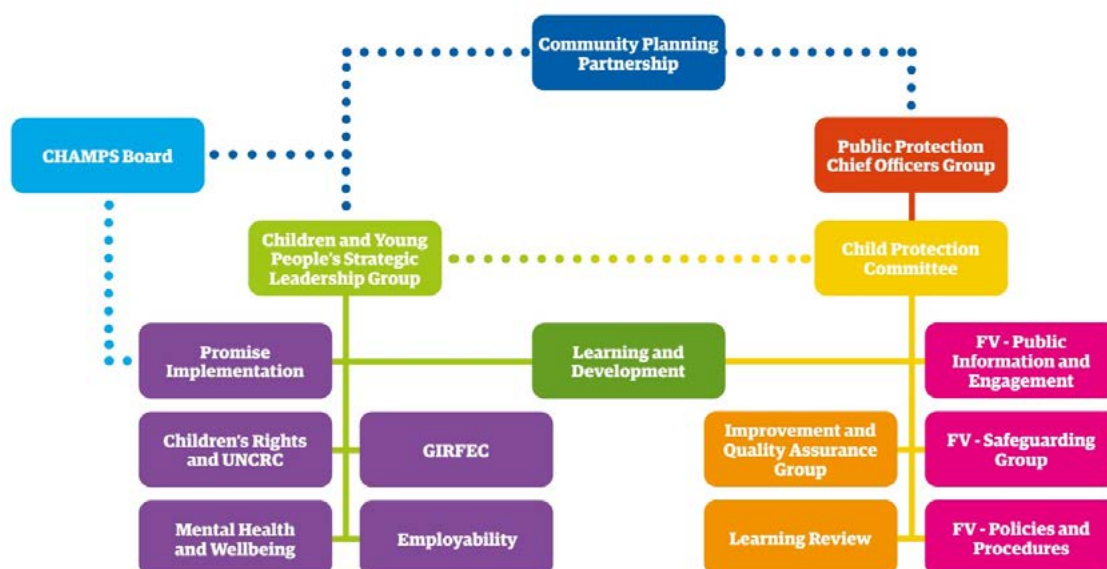 Community Planning
Partnership
CHAMPS Board
Public Protection
Chief Officers Group
Children and Young
People's Strategic
Leadership Group
Child Protection
Committee
Promise
Implementation
Learning and
Development
FV - Public
Information and
Engagement
Children's Rights
and UNCRC
GIRFEC
Improvement and
Quality Assurance
Group
FV - Safeguarding
Group
Mental Health
and Wellbeing
Employability
Learning Review
FV - Policies and
Procedures